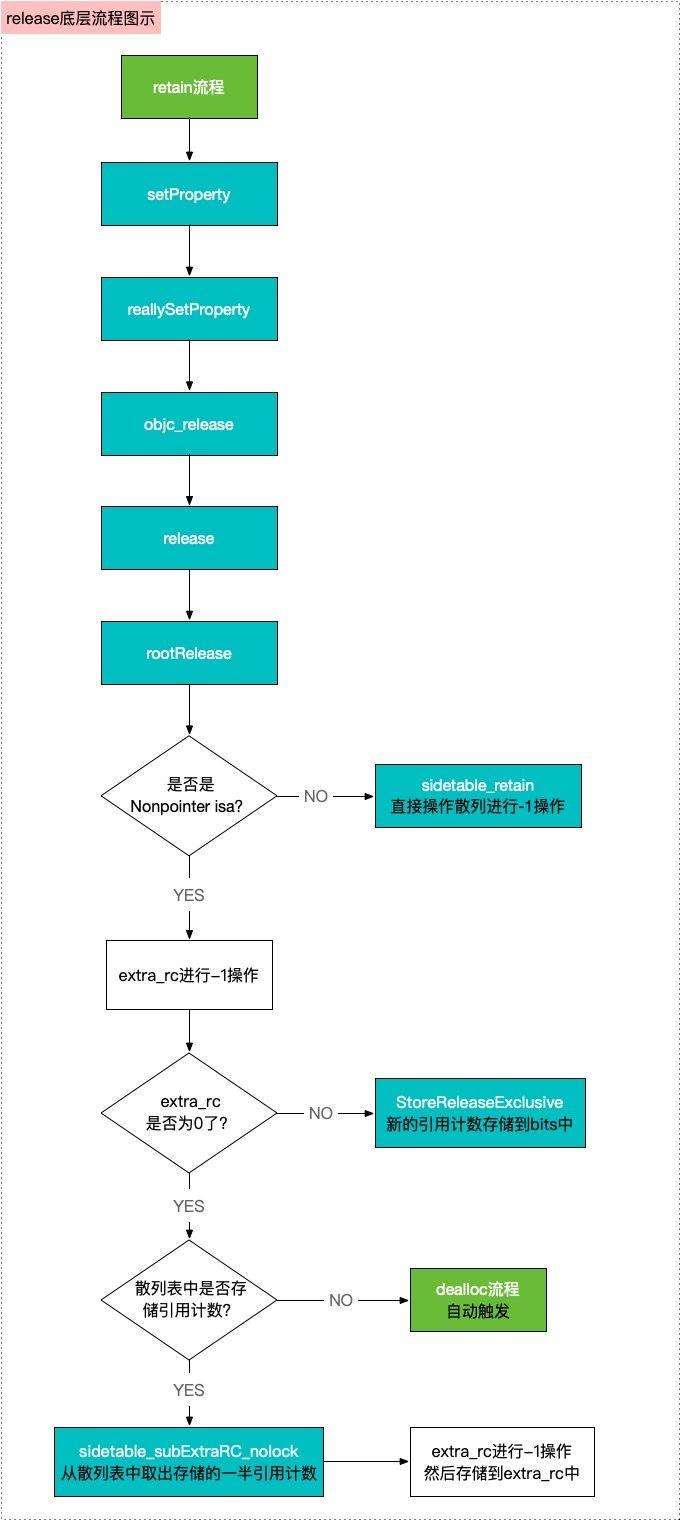 release底层流程图示
retain流程
setProperty
reallySetProperty
objc_release
release
rootRelease
是否是
Nonpointer isa?
NO
sidetable_retain
直接操作散列进行-1操作
YES
extra_rc进行-1操作
extra_rc
是否为0了?
NO
StoreReleaseExclusive
新的引用计数存储到bits中
YES
散列表中是否存
储引用计数?
NO
dealloc流程
自动触发
YES
sidetable_subExtraRC_nolock
从散列表中取出存储的一半引用计数
extra_rc进行-1操作
然后存储到extra_rc中